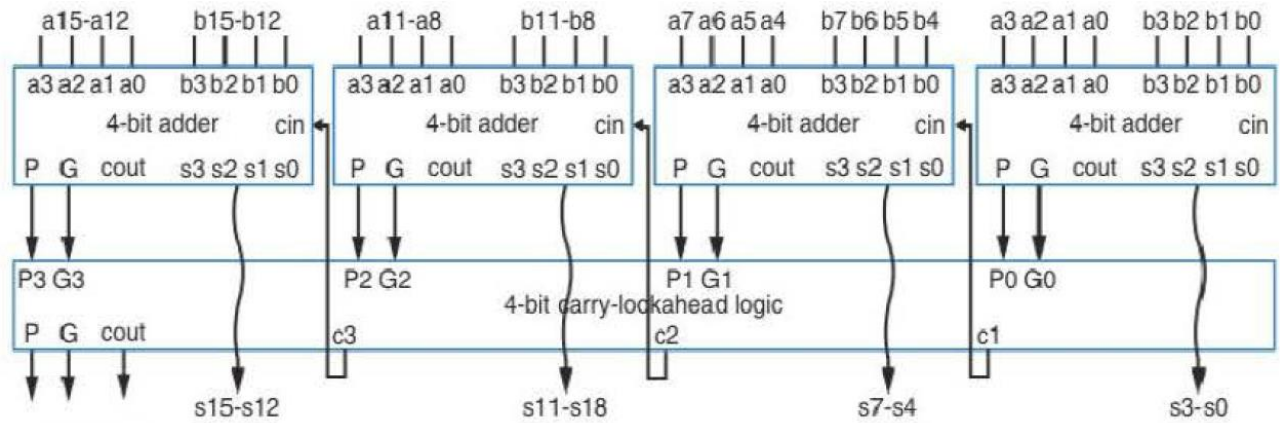 a15-a12 b15-b12 a11-a8 b11-b8 a7 a6 a5 a4 b7 b6 b5 b4 a3 a2 a1 a0 b3 b2 b1 b0
a3 a2 a1 a0 b3 b2 b1 b0 a3 a2 a1 a0 b3 b2 b1 b0 a3 a2 a1 a0 b3 b2 b1 b0 a3 a2 a1 a0 b3 b2 b1 b0
4-bit adder cin 4-bit adder cin 4-bit adder cin 4-bit adder cin
P G cout s3 s2 s1 s0 P G cout s3 s2 s1 s0 P G cout s3 s2 s1 s0 P G cout s3 s2 s1 s0
P3 G3 P2 G2 P1 G1 P0 G0
4-bit carry-lockahead logic
P G cout c3 c2 c1
s15-s12 s11-s18 s7-s4 s3-s0